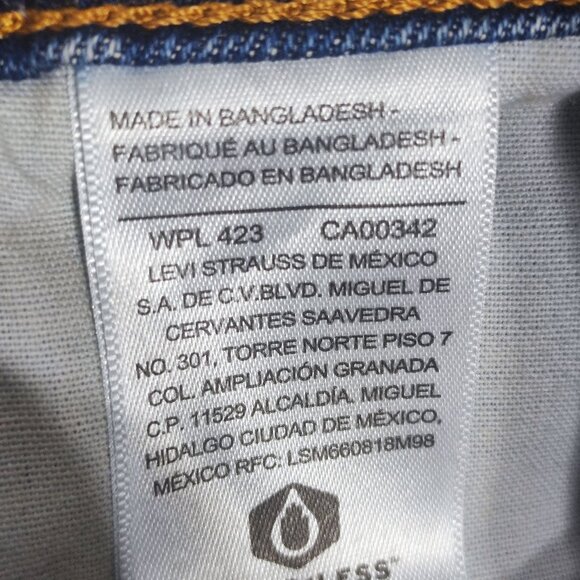 MADE IN BANGLADESH -
FABRIQUÉ AU BANGLADESH -
FABRICADO EN BANGLADESH
WPL 423 CA00342
LEVI STRAUSS DE MÉXICO
S.A. DE C.V.BLVD. MIGUEL DE
CERVANTES SAAVEDRA
NO. 301, TORRE NORTE PISO 7
COL. AMPLIACIÓN GRANADA
C.P. 11529 ALCALDÍA. MIGUEL
HIDALGO CIUDAD DE MÉXICO,
MÉXICO RFC: LSM660818M98